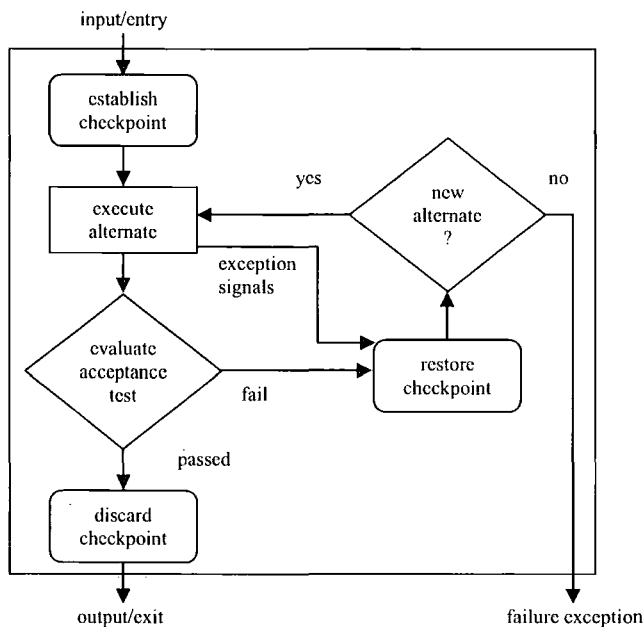 input/entry
establish
checkpoint
execute
alternate
yes
new
alternate
?
no
exception
signals
evaluate
acceptance
test
fail
restore
checkpoint
passed
discard
checkpoint
output/exit
failure exception